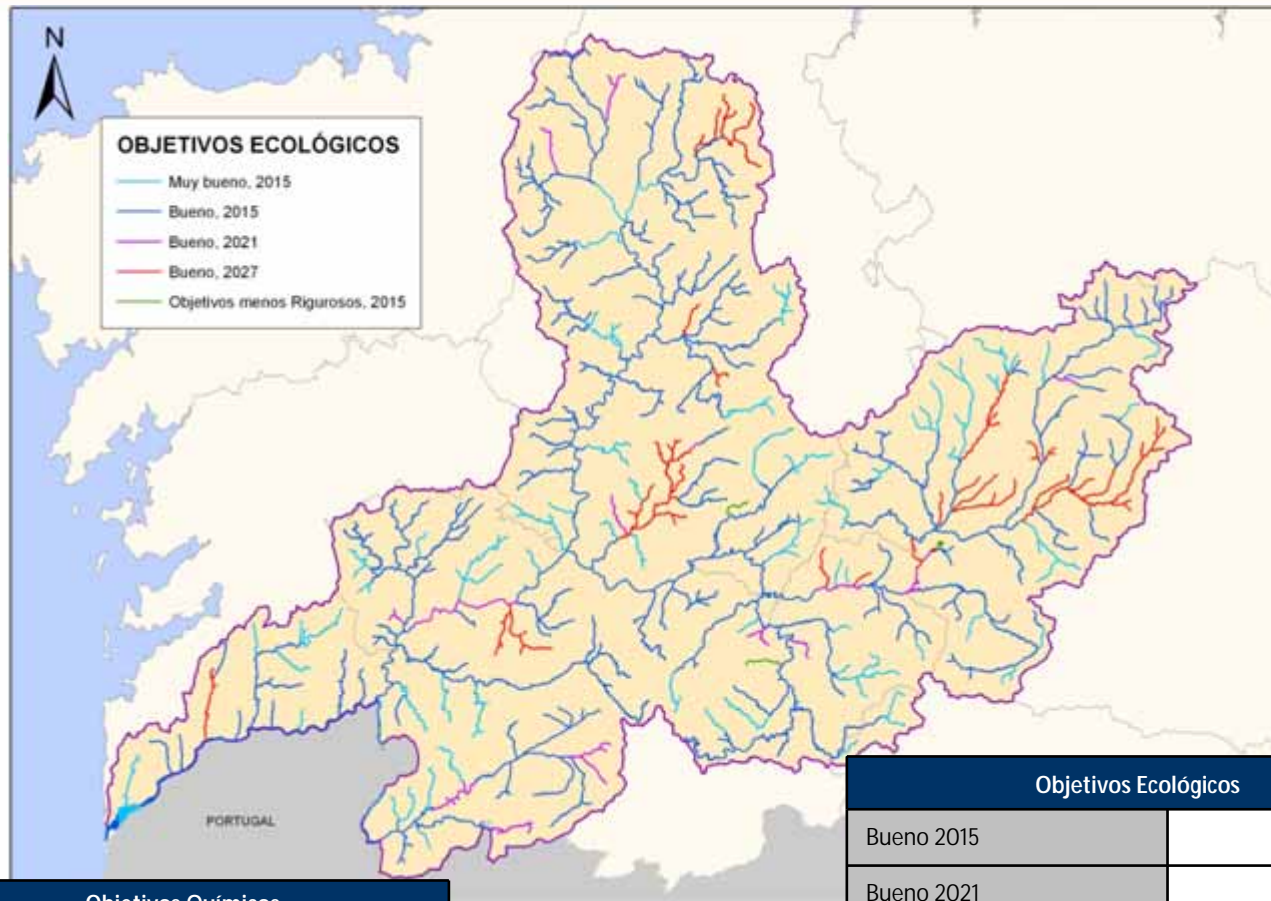 N
OBJETIVOS ECOLÓGICOS
Muy bueno, 2015
Bueno, 2015
Bueno, 2021
Bueno, 2027
Objetivos menos Rigurosos, 2015
PORTUGAL
Objetivos Ecológicos
Bueno 2015
Bueno 2021
Objetivos Químicos